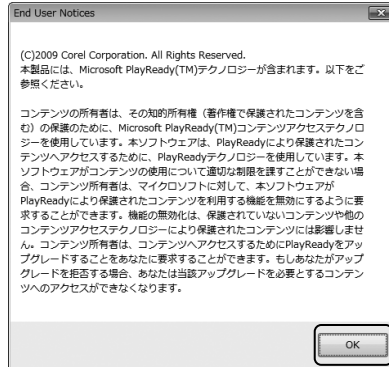 End User Notices
(C)2009 Corel Corporation. All Rights Reserved.
本製品には、Microsoft PlayReady(TM)テクノロジーが含まれます。以下をご
参照ください。
コンテンツの所有者は、その知的所有権（著作権で保護されたコンテンツを含
む）の保護のために、Microsoft PlayReady(TM)コンテンツアクセステクノロ
ジーを使用しています。本ソフトウェアは、PlayReadyにより保護されたコン
テンツへアクセスするために、PlayReadyテクノロジーを使用しています。本
ソフトウェアがコンテンツの使用について適切な制限を課すことができない場
合、コンテンツ所有者は、マイクロソフトに対して、本ソフトウェアが
PlayReadyにより保護されたコンテンツを利用する機能を無効にするように要
求することができます。機能の無効化は、保護されていないコンテンツや他の
コンテンツアクセステクノロジーにより保護されたコンテンツには影響しませ
ん。コンテンツ所有者は、コンテンツへアクセスするためにPlayReadyをアッ
プグレードすることをあなたに要求することができます。もしあなたがアップ
グレードを拒否する場合、あなたは当該アップグレードを必要とするコンテン
ツへのアクセスができなくなります。
OK